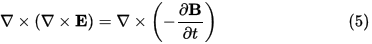 ∇ × (∇ × E) = ∇ × (−∂B/∂t) (5)